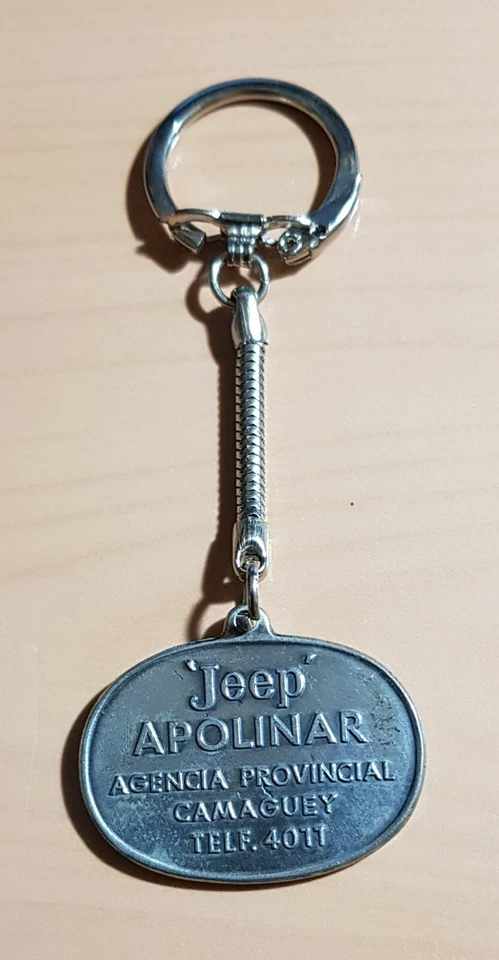 'Jeep'
APOLINAR
AGENCIA PROVINCIAL
CAMAGUEY
TELF. 4011